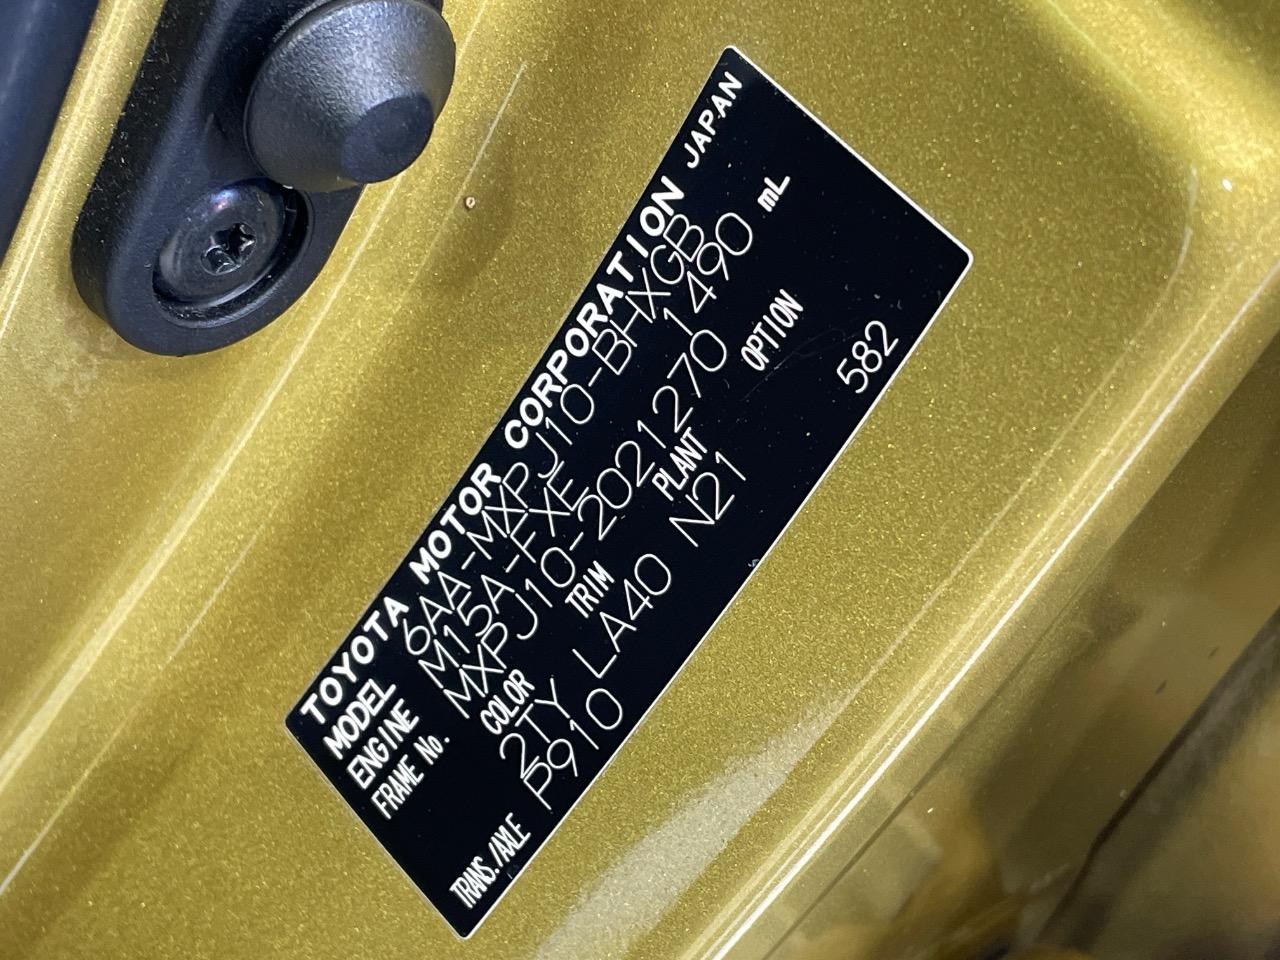 TOYOTA MOTOR CORPORATION JAPAN
MODEL 6AA-MXPJ10-BHXGB
ENGINE M15A-FXE 1490 mL
FRAME No. MXPJ10-2021270
COLOR TRIM PLANT OPTION
2TY LA40 N21 582
TRANS./AXLE P910